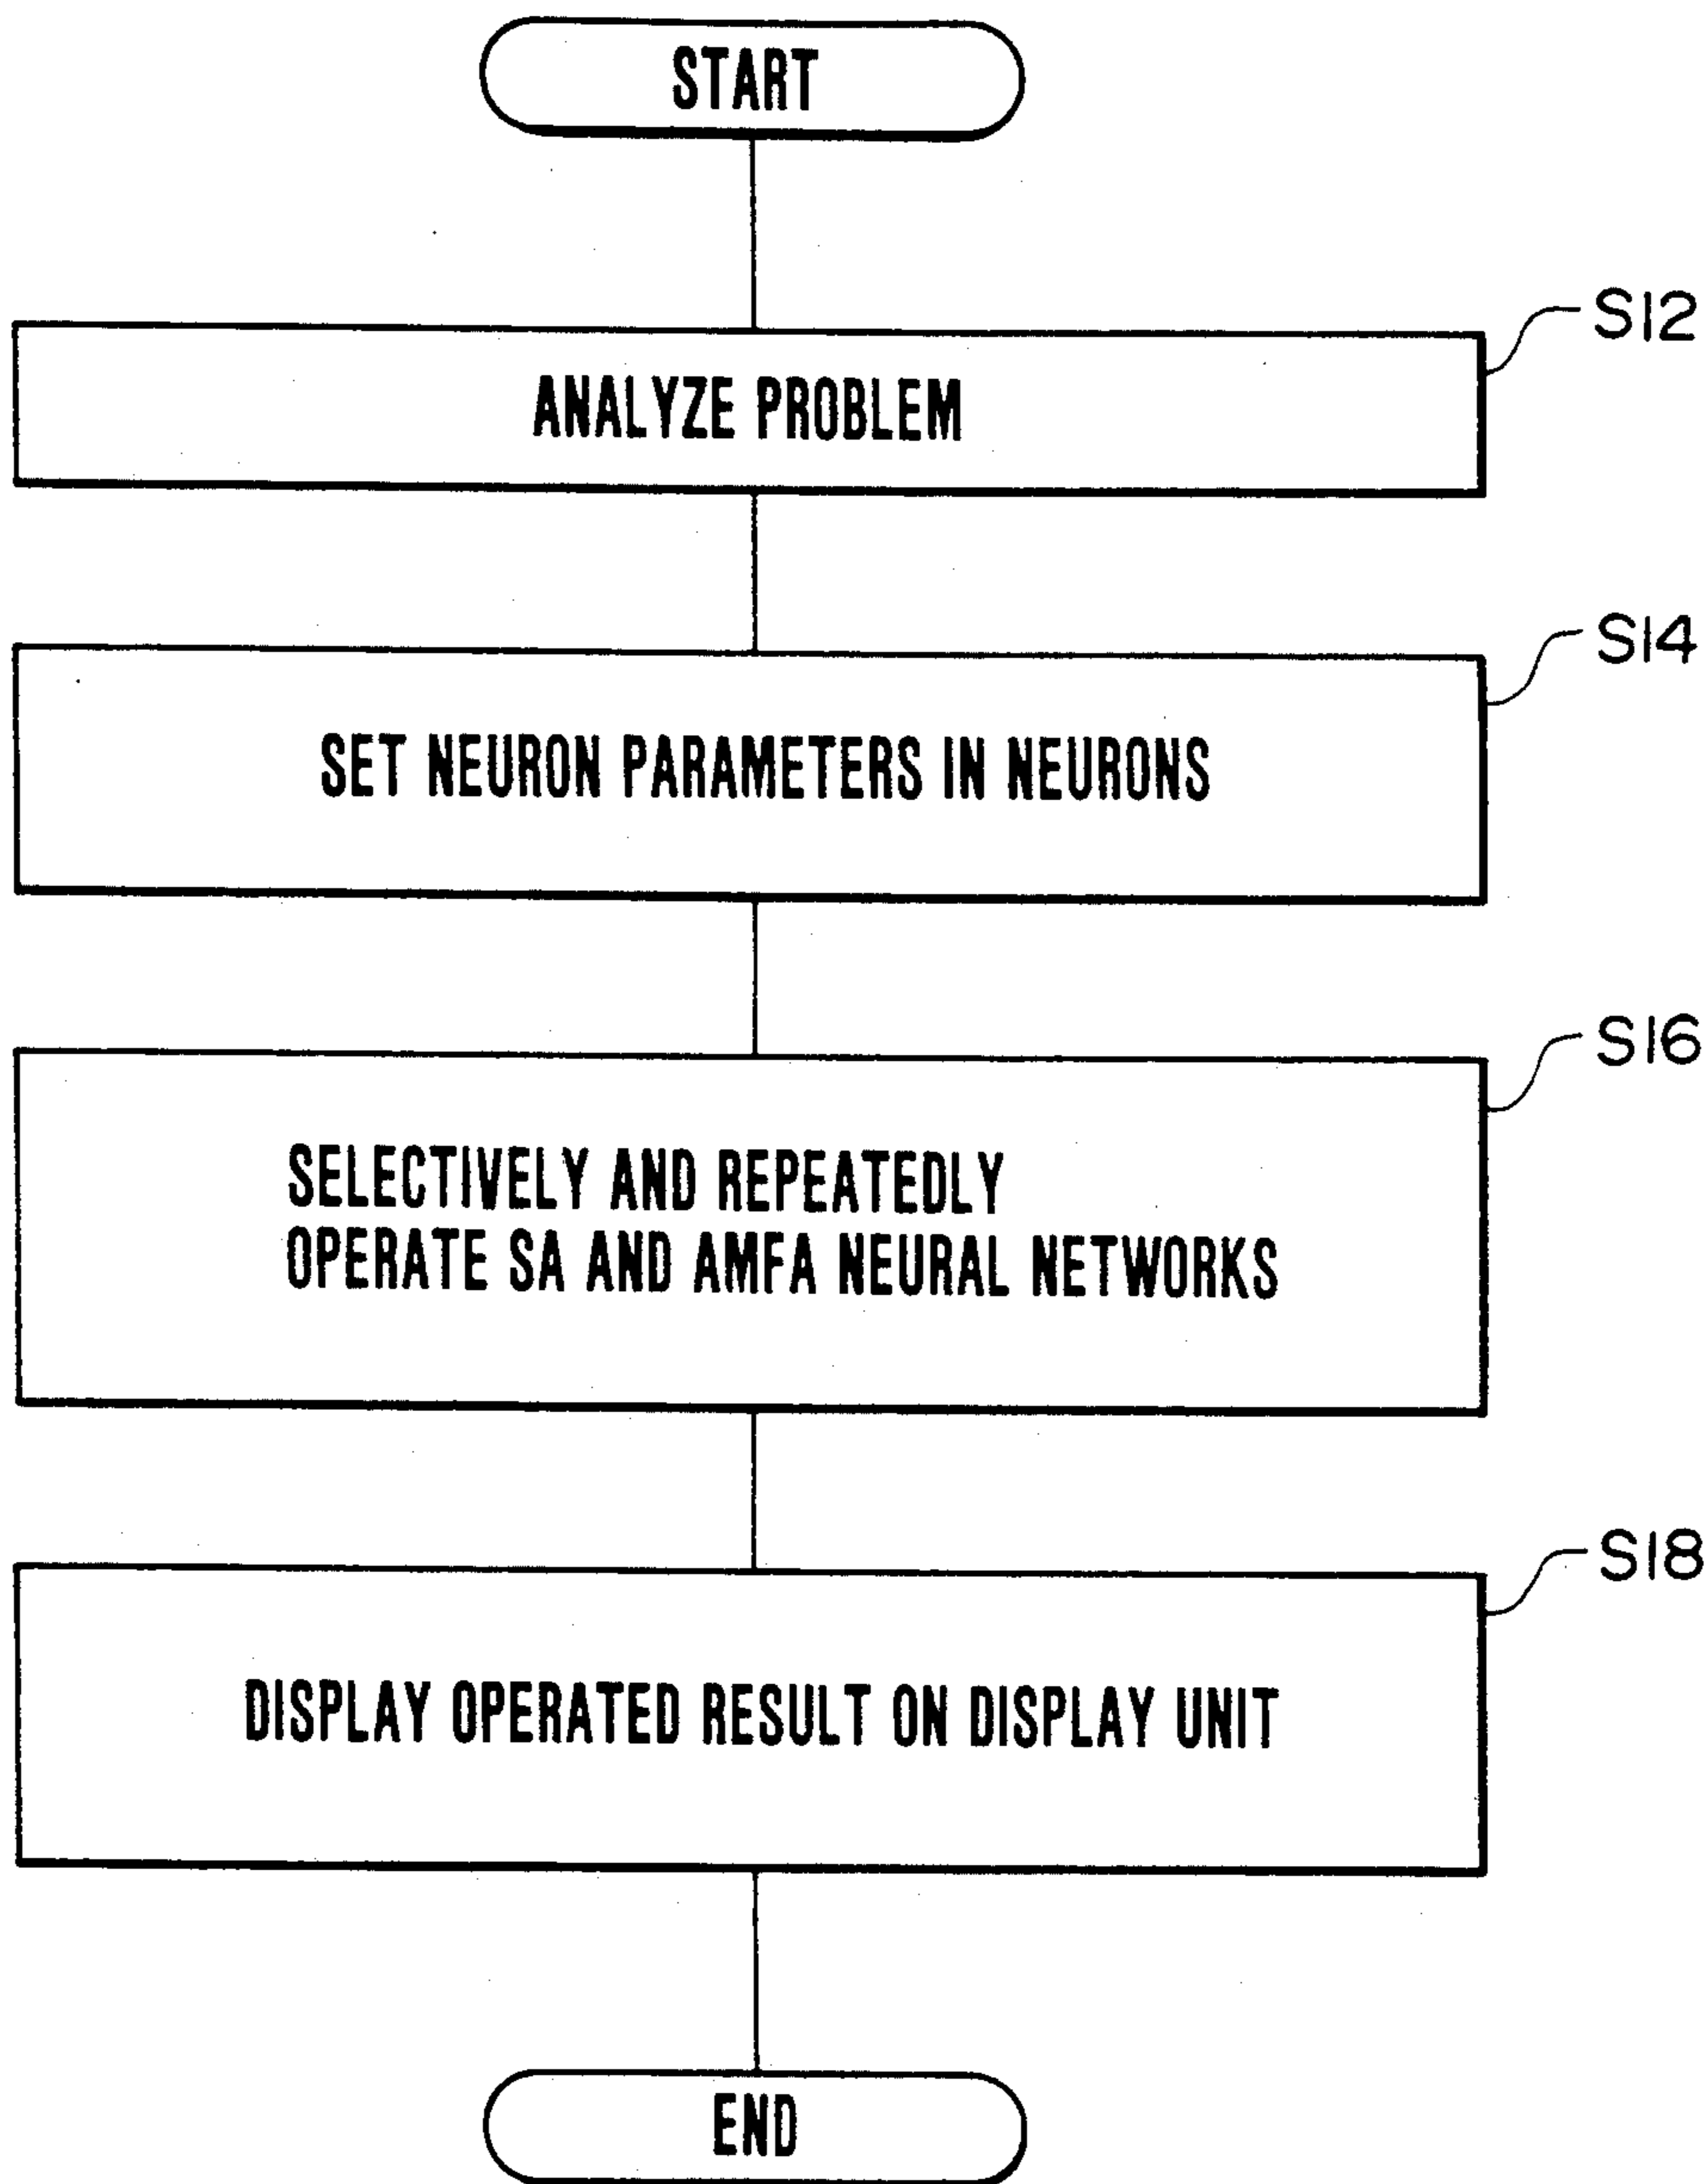 START
S12
ANALYZE PROBLEM
S14
SET NEURON PARAMETERS IN NEURONS
S16
SELECTIVELY AND REPEATEDLY
OPERATE SA AND AMFA NEURAL NETWORKS
S18
DISPLAY OPERATED RESULT ON DISPLAY UNIT
END